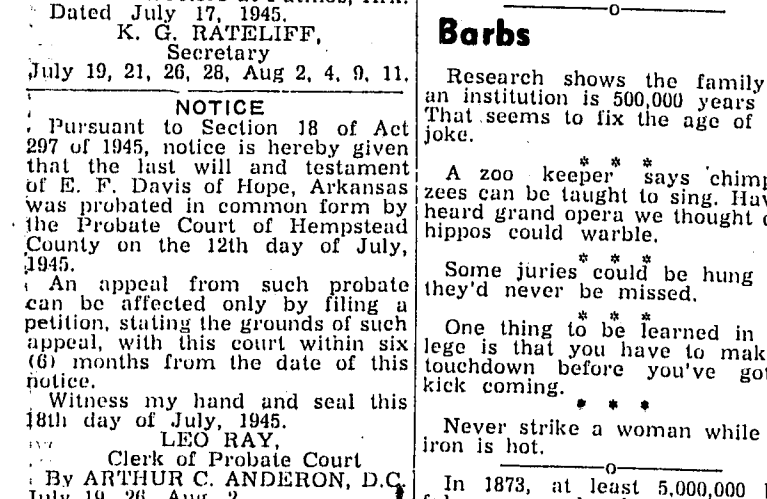 Dated July 17, 1945.
K. G. RATELIFF,
Secretary
July 19, 21, 26, 28, Aug 2, 4, 9, 11.
NOTICE
Pursuant to Section 18 of Act
297 of 1945, notice is hereby given
that the last will and testament
of E. F. Davis of Hope, Arkansas
was probated in common form by
the Probate Court of Hempstead
County on the 12th day of July,
1945.
An appeal from such probate
can be affected only by filing a
petition, stating the grounds of such
appeal, with this court within six
(6) months from the date of this
notice.
Witness my hand and seal this
18th day of July, 1945.
LEO RAY,
Clerk of Probate Court
By ARTHUR C. ANDERON, D.C.
July 19, 26, Aug 2
Barbs
Research shows the family
an institution is 500,000 years
That seems to fix the age of
joke.
* * *
A zoo keeper says chimp
zees can be taught to sing. Hav
heard grand opera we thought o
hippos could warble.
* * *
Some juries could be hung
they'd never be missed.
* * *
One thing to be learned in
lege is that you have to mak
touchdown before you've got
kick coming.
* * *
Never strike a woman while
iron is hot.
In 1873, at least 5,000,000